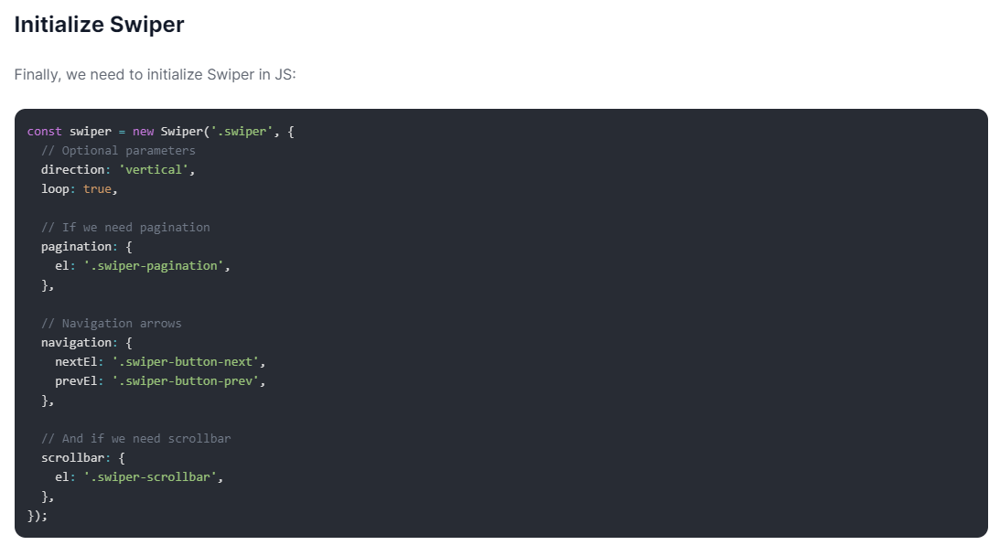 Initialize Swiper
Finally, we need to initialize Swiper in JS:
const swiper = new Swiper('.swiper', {
  // Optional parameters
  direction: 'vertical',
  loop: true,

  // If we need pagination
  pagination: {
    el: '.swiper-pagination',
  },

  // Navigation arrows
  navigation: {
    nextEl: '.swiper-button-next',
    prevEl: '.swiper-button-prev',
  },

  // And if we need scrollbar
  scrollbar: {
    el: '.swiper-scrollbar',
  },
});